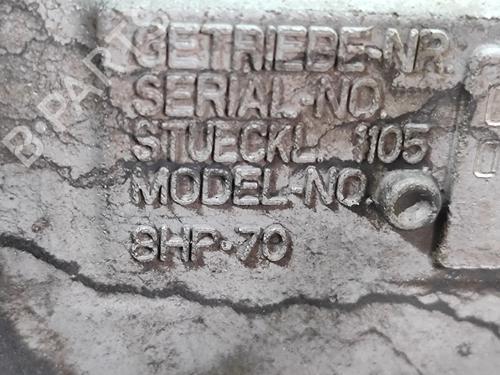 GETRIEBE-NR.
SERIAL-NO.
STUECKL. 1105
MODEL-NO.
8HP-70
B-PARTS